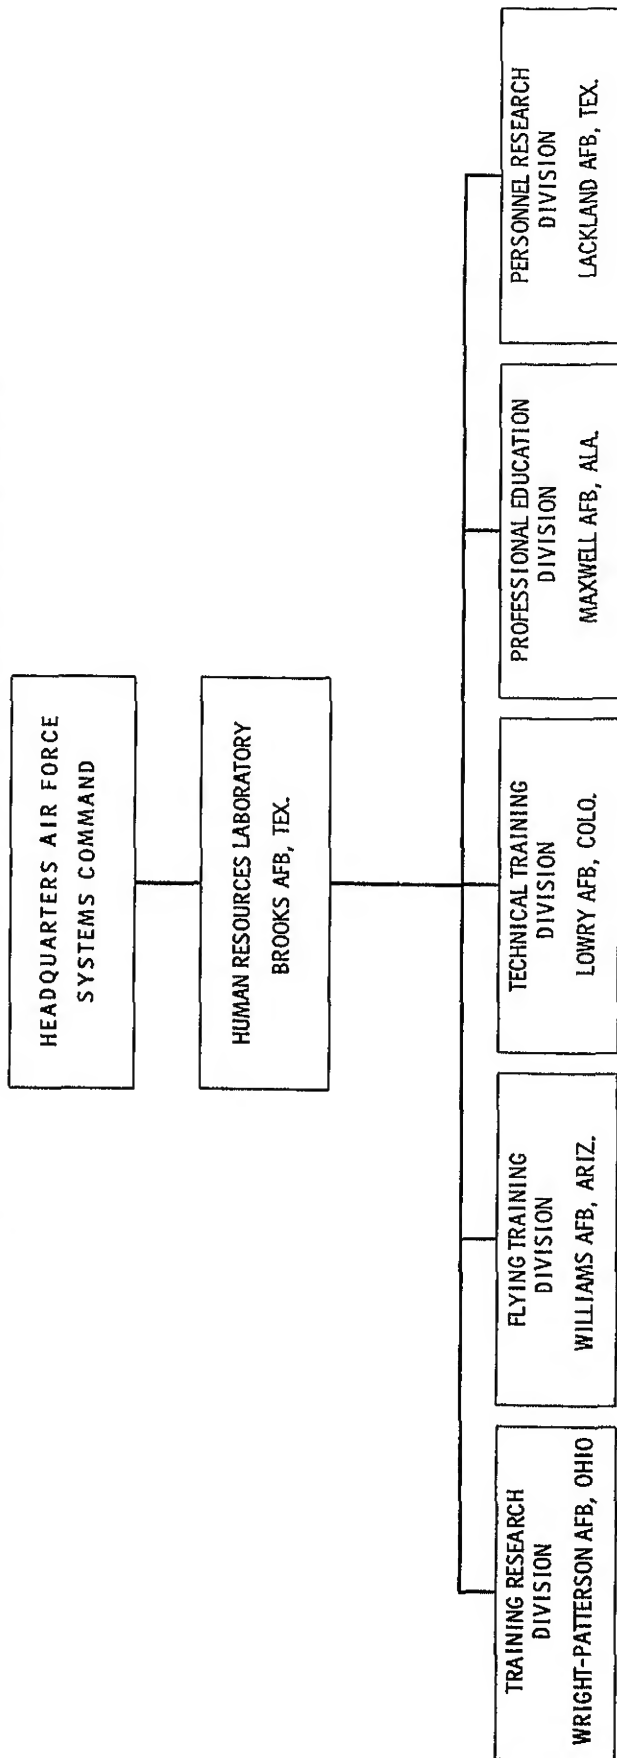 HEADQUARTERS AIR FORCE
SYSTEMS COMMAND
HUMAN RESOURCES LABORATORY
BROOKS AFB, TEX.
TRAINING RESEARCH
DIVISION
WRIGHT-PATTERSON AFB, OHIO
FLYING TRAINING
DIVISION
WILLIAMS AFB, ARIZ.
TECHNICAL TRAINING
DIVISION
LOWRY AFB, COLO.
PROFESSIONAL EDUCATION
DIVISION
MAXWELL AFB, ALA.
PERSONNEL RESEARCH
DIVISION
LACKLAND AFB, TEX.